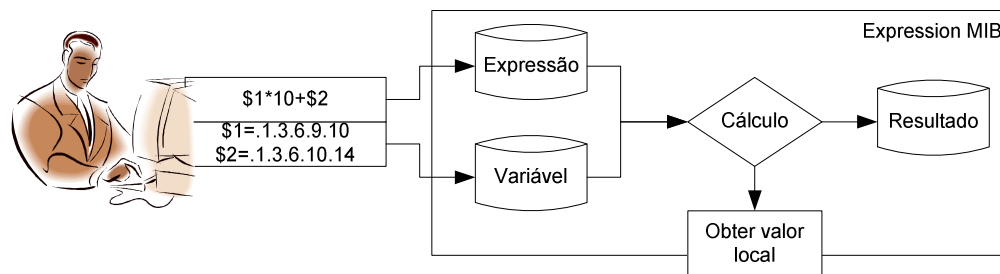 Expression MIB
Expressão
$1*10+$2
$1=.1.3.6.9.10
$2=.1.3.6.10.14
Cálculo
Resultado
Variável
Obter valor
local